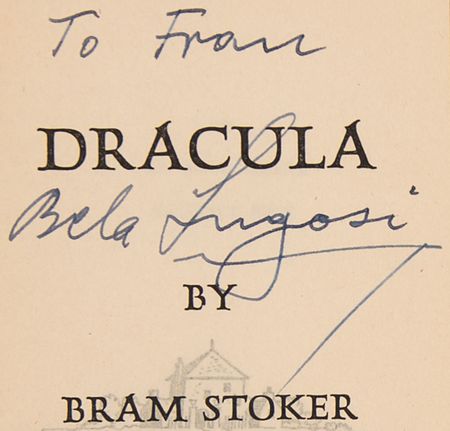 To Fran
DRACULA
Bela Lugosi
BY
BRAM STOKER